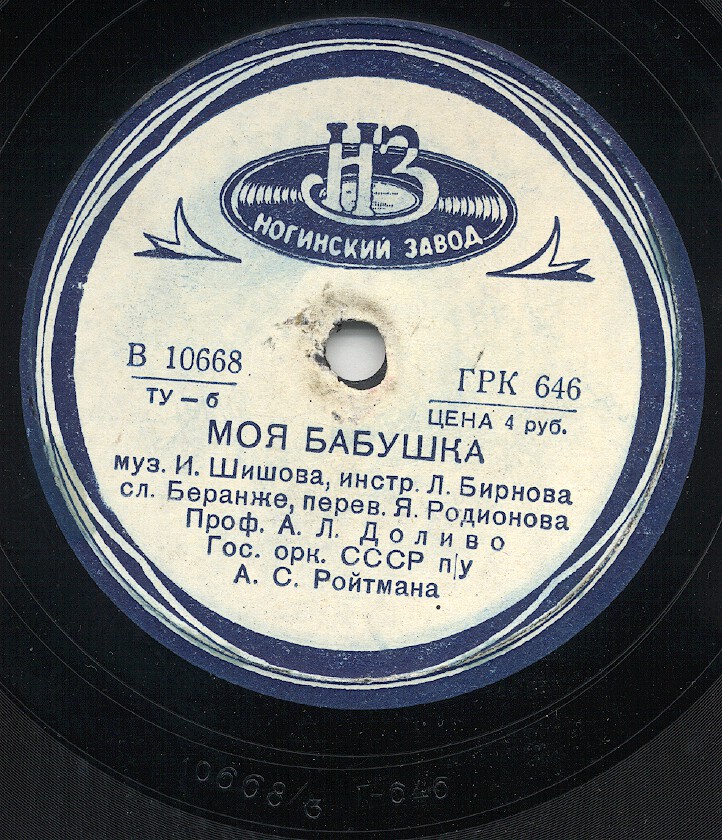 НЗ
НОГИНСКИЙ ЗАВОД
В 10668
ГРК 646
ТУ – б
ЦЕНА 4 руб.
МОЯ БАБУШКА
муз. И. Шишова, инстр. Л. Бирнова
сл. Беранже, перев. Я. Родионова
Проф. А. Л. Доливо
Гос. орк. СССР п/у
А. С. Ройтмана
10668/3 Г-646